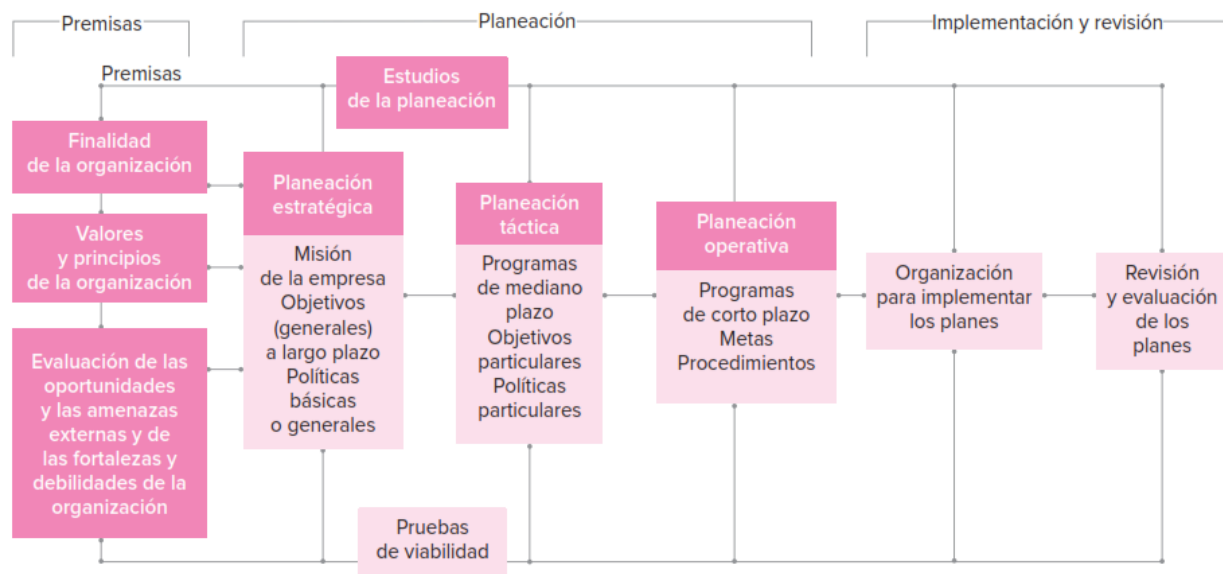 Premisas
Planeación
Implementación y revisión
Premisas
Estudios
de la planeación
Finalidad
de la organización
Valores
y principios
de la organización
Evaluación de las
oportunidades
y las amenazas
externas y de
las fortalezas y
debilidades de la
organización
Planeación
estratégica
Misión
de la empresa
Objetivos
(generales)
a largo plazo
Políticas
básicas
o generales
Planeación
táctica
Programas
de mediano
plazo
Objetivos
particulares
Políticas
particulares
Planeación
operativa
Programas
de corto plazo
Metas
Procedimientos
Organización
para implementar
los planes
Revisión
y evaluación
de los
planes
Pruebas
de viabilidad